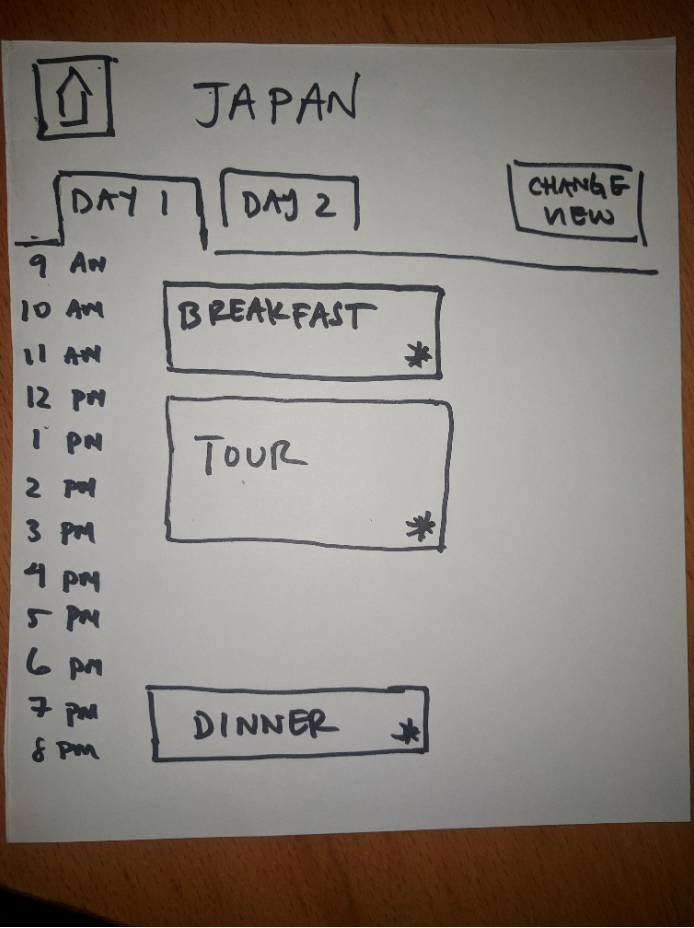 JAPAN
DAY 1
DAY 2
CHANGE
VIEW
9 AM
10 AM
11 AM
12 PM
1 PM
2 PM
3 PM
4 PM
5 PM
6 PM
7 PM
8 PM
BREAKFAST
*
TOUR
*
DINNER *